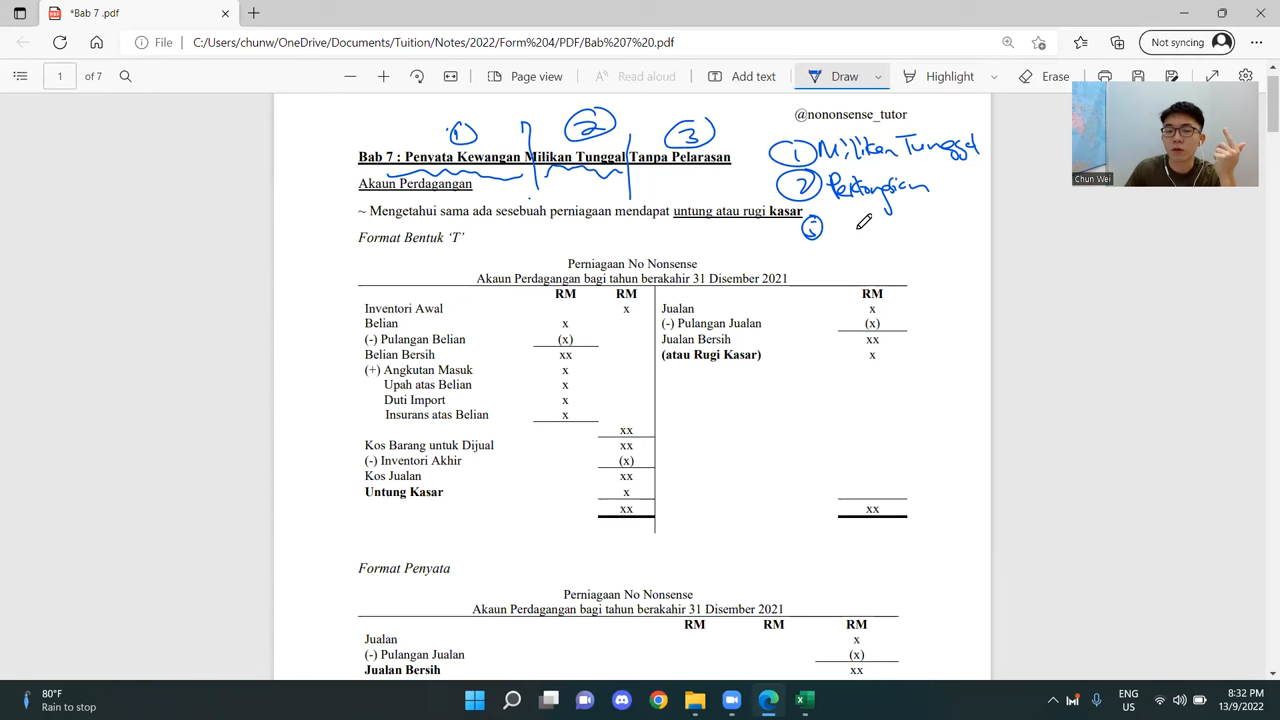 *Bab 7 .pdf
File
C:/Users/chunw/OneDrive/Documents/Tuition/Notes/2022/Form%204/PDF/Bab%207%20.pdf
Not syncing
1 of 7
Page view
Read aloud
Add text
Draw
Highlight
Erase
@nononsense_tutor
1 2 3
Bab 7 : Penyata Kewangan Milikan Tunggal Tanpa Pelarasan
1 Milikan Tunggal
Akaun Perdagangan
2 Perkongsian
~ Mengetahui sama ada sesebuah perniagaan mendapat untung atau rugi kasar
3
Format Bentuk ‘T’
Perniagaan No Nonsense
Akaun Perdagangan bagi tahun berakahir 31 Disember 2021
RM RM RM
Inventori Awal x Jualan x
Belian x (-) Pulangan Jualan (x)
(-) Pulangan Belian (x) Jualan Bersih xx
Belian Bersih xx (atau Rugi Kasar) x
(+) Angkutan Masuk x
Upah atas Belian x
Duti Import x
Insurans atas Belian x
xx
Kos Barang untuk Dijual xx
(-) Inventori Akhir (x)
Kos Jualan xx
Untung Kasar x
xx xx
Format Penyata
Perniagaan No Nonsense
Akaun Perdagangan bagi tahun berakahir 31 Disember 2021
RM RM RM
Jualan x
(-) Pulangan Jualan (x)
Jualan Bersih xx
Chun Wei
80°F
Rain to stop
ENG
US
8:32 PM
13/9/2022